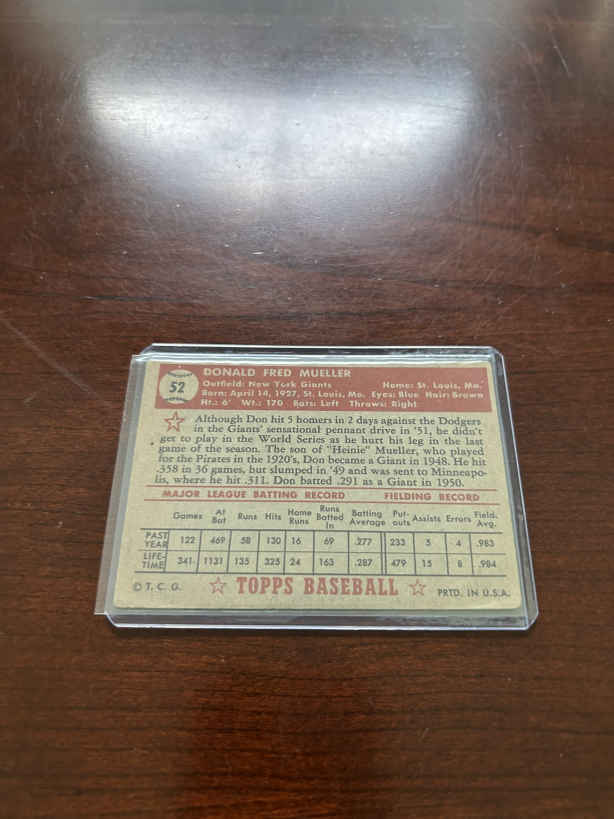 52
DONALD FRED MUELLER
Outfield: New York Giants Home: St. Louis, Mo.
Born: April 14, 1927, St. Louis, Mo. Eyes: Blue Hair: Brown
Ht.: 6' Wt.: 170 Bats: Left Throws: Right
Although Don hit 5 homers in 2 days against the Dodgers
in the Giants' sensational pennant drive in '51, he didn't
get to play in the World Series as he hurt his leg in the last
game of the season. The son of "Heinie" Mueller, who played
for the Pirates in the 1920's, Don became a Giant in 1948. He hit
.358 in 36 games, but slumped in '49 and was sent to Minneapo-
lis, where he hit .311. Don batted .291 as a Giant in 1950.
MAJOR LEAGUE BATTING RECORD FIELDING RECORD
Games At Bat Runs Hits Home Runs Runs Batted In Batting Average Put-outs Assists Errors Field. Avg.
PAST YEAR 122 469 58 130 16 69 .277 233 5 4 .983
LIFE-TIME 341 1131 135 325 24 163 .287 479 15 8 .984
© T. C. G. TOPPS BASEBALL PRTD. IN U.S.A.